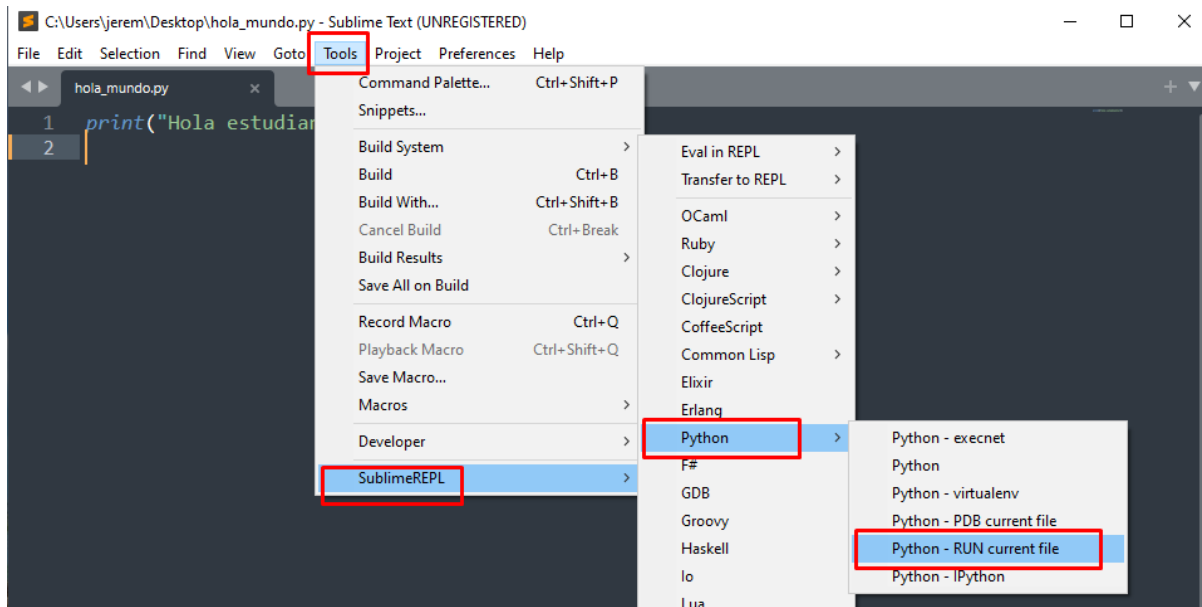 C:\Users\jerem\Desktop\hola_mundo.py - Sublime Text (UNREGISTERED)
File Edit Selection Find View Goto Tools Project Preferences Help
hola_mundo.py
1 print("Hola estudiar
2
Command Palette... Ctrl+Shift+P
Snippets...
Build System
Build Ctrl+B
Build With... Ctrl+Shift+B
Cancel Build Ctrl+Break
Build Results
Save All on Build
Record Macro Ctrl+Q
Playback Macro Ctrl+Shift+Q
Save Macro...
Macros
Developer
SublimeREPL
Eval in REPL
Transfer to REPL
OCaml
Ruby
Clojure
ClojureScript
CoffeeScript
Common Lisp
Elixir
Erlang
Python
F#
GDB
Groovy
Haskell
Io
Lua
Python - execnet
Python
Python - virtualenv
Python - PDB current file
Python - RUN current file
Python - IPython